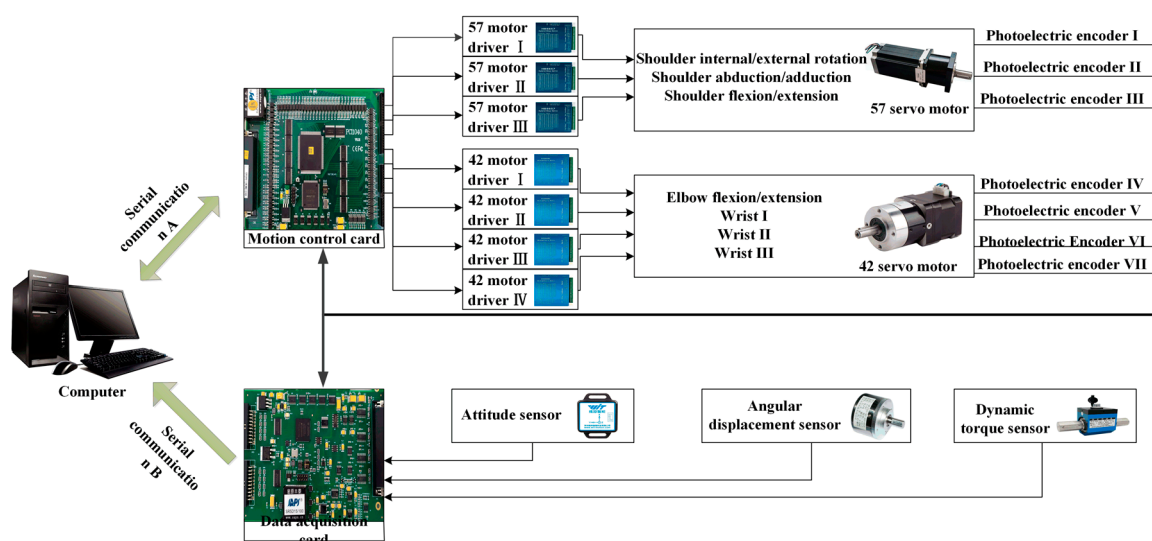 57 motor
driver Ⅰ
57 motor
driver Ⅱ
57 motor
driver Ⅲ
Shoulder internal/external rotation
Shoulder abduction/adduction
Shoulder flexion/extension
57 servo motor
Photoelectric encoder I
Photoelectric encoder II
Photoelectric encoder III
PCI1040
Motion control card
42 motor
driver Ⅰ
42 motor
driver Ⅱ
42 motor
driver Ⅲ
42 motor
driver Ⅳ
Elbow flexion/extension
Wrist I
Wrist II
Wrist III
42 servo motor
Photoelectric encoder IV
Photoelectric encoder V
Photoelectric Encoder VI
Photoelectric encoder VII
Serial
communicatio
n A
Computer
Serial
communicatio
n B
Data acquisition
card
Attitude sensor
Angular
displacement sensor
Dynamic
torque sensor